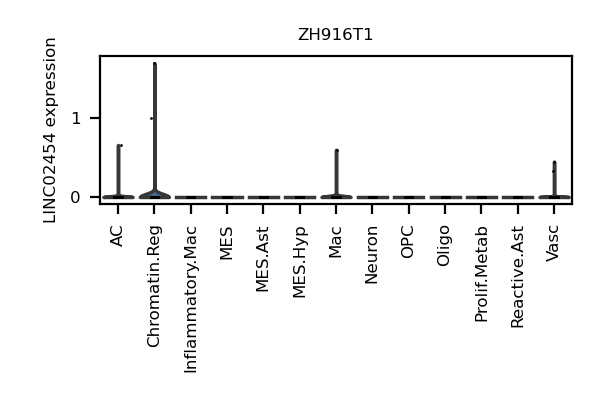 ZH916T1
LINC02454 expression
1
0
AC
Chromatin.Reg
Inflammatory.Mac
MES
MES.Ast
MES.Hyp
Mac
Neuron
OPC
Oligo
Prolif.Metab
Reactive.Ast
Vasc